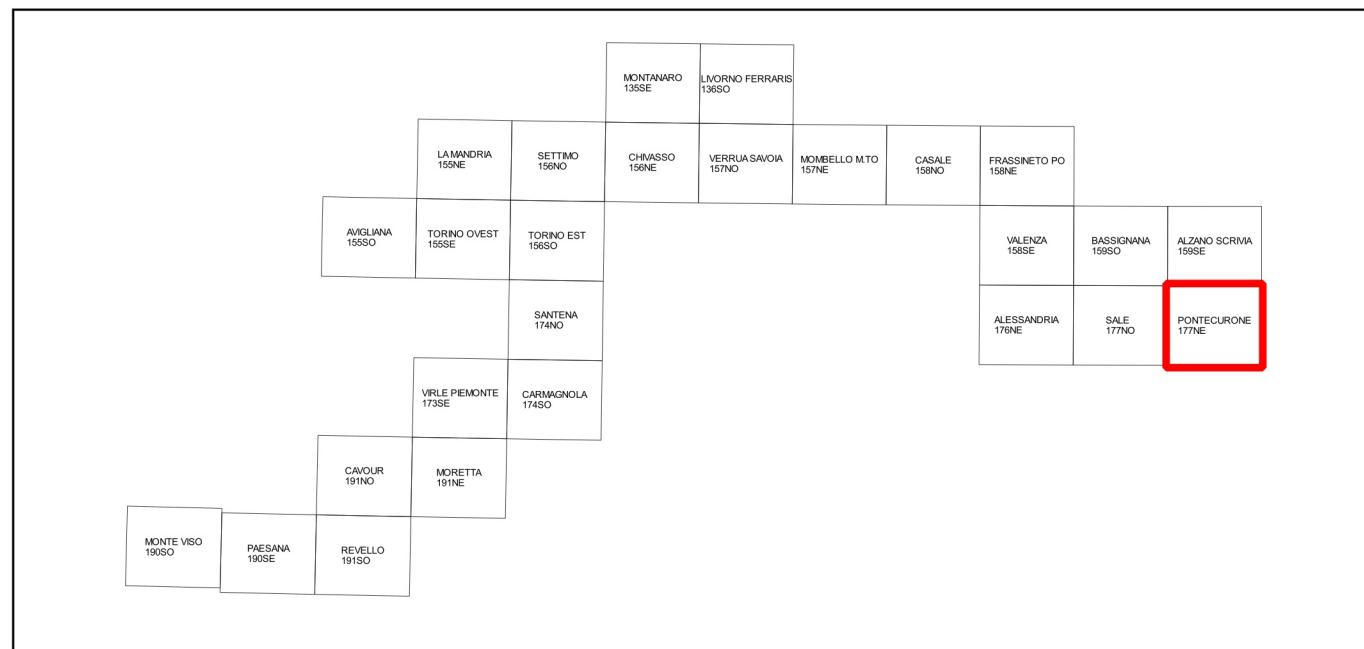 MONTANARO
135SE
LIVORNO FERRARIS
136SO
LA MANDRIA
155NE
SETTIMO
156NO
CHIVASSO
156NE
VERRUA SAVOIA
157NO
MOMBELLO M.TO
157NE
CASALE
158NO
FRASSINETO PO
158NE
AVIGLIANA
155SO
TORINO OVEST
155SE
TORINO EST
156SO
VALENZA
158SE
BASSIGNANA
159SO
ALZANO SCRIVIA
159SE
SANTENA
174NO
ALESSANDRIA
176NE
SALE
177NO
PONTECURONE
177NE
VIRLE PIEMONTE
173SE
CARMAGNOLA
174SO
CAVOUR
191NO
MORETTA
191NE
MONTE VISO
190SO
PAESANA
190SE
REVELLO
191SO